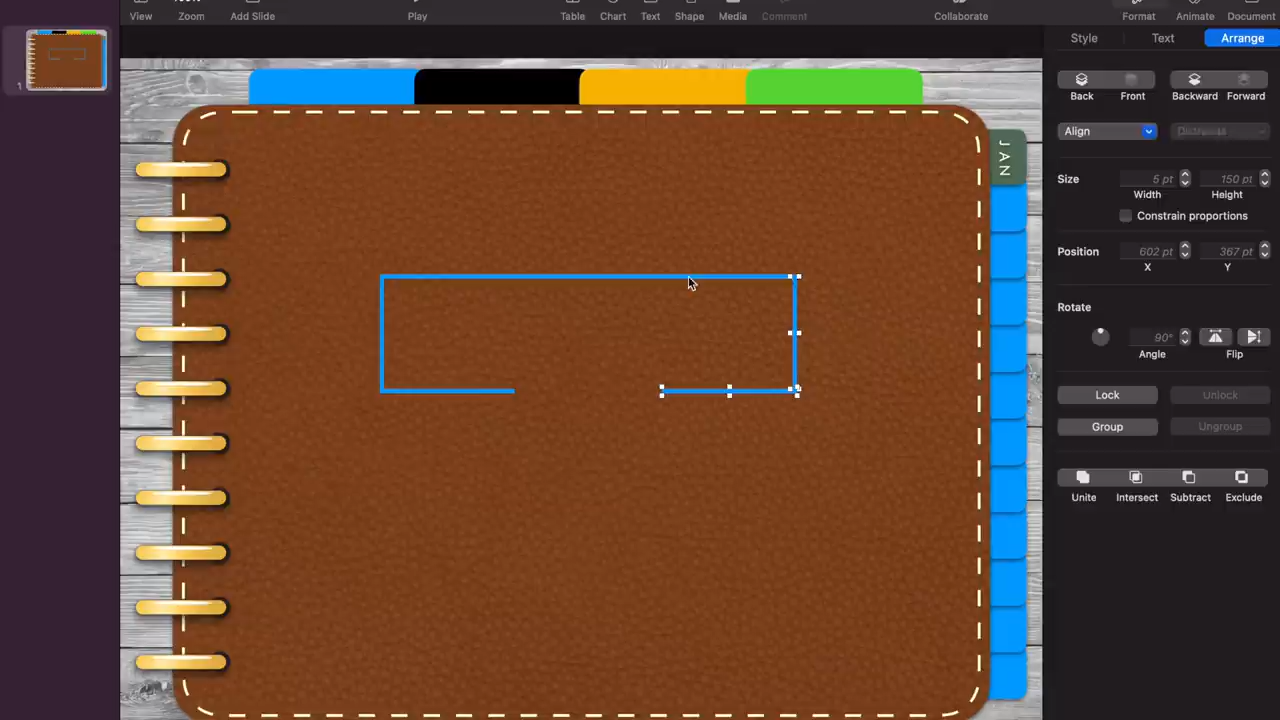 View Zoom Add Slide Play Table Chart Text Shape Media Comment Collaborate Format Animate Document
Style Text Arrange
Back Front Backward Forward
Align
JAN
Size 6 pt 150 pt
Width Height
Constrain proportions
Position 602 pt 367 pt
X Y
Rotate
90°
Angle Flip
Lock Unlock
Group Ungroup
Unite Intersect Subtract Exclude
1